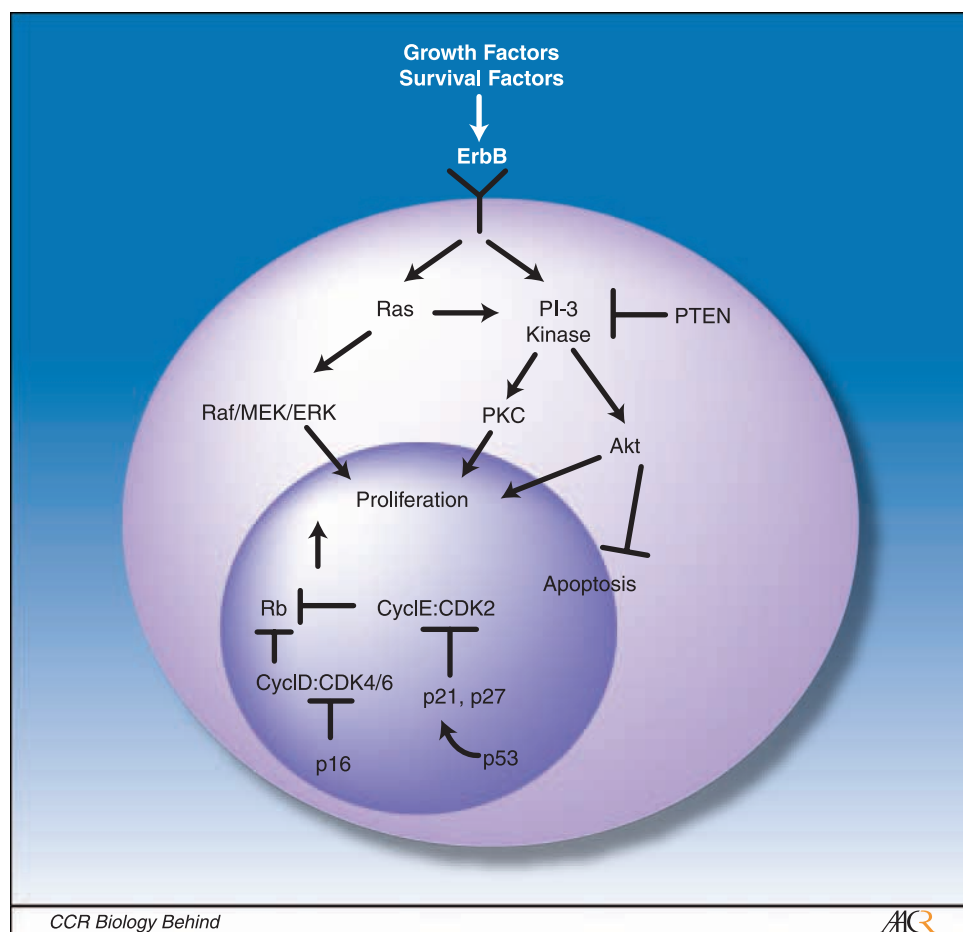 Growth Factors
Survival Factors
ErbB
Ras
PI-3
Kinase
PTEN
Raf/MEK/ERK
PKC
Akt
Proliferation
Apoptosis
Rb
CyclE:CDK2
CyclD:CDK4/6
p21, p27
p16
p53
CCR Biology Behind
AACR